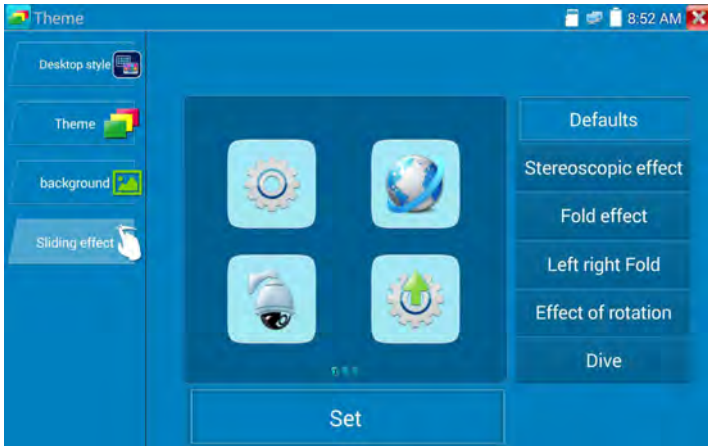 Theme
8:52 AM
Desktop style
Theme
background
Sliding effect
Defaults
Stereoscopic effect
Fold effect
Left right Fold
Effect of rotation
Dive
Set